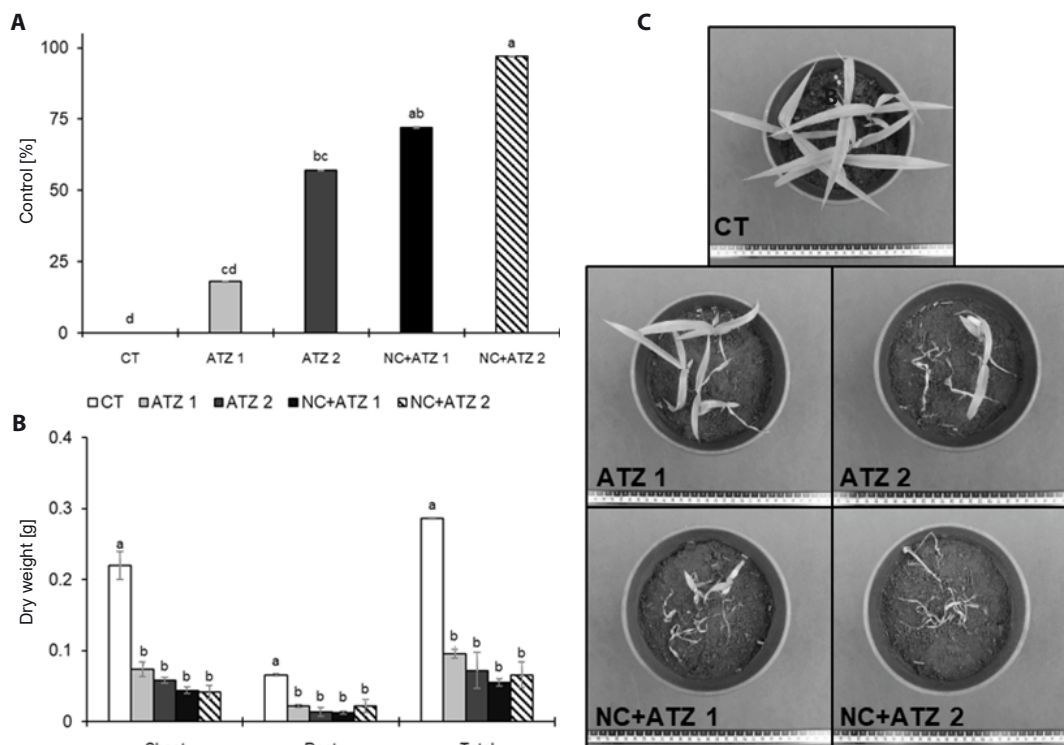 A
Control [%]
100
75
50
25
0
d
cd
bc
ab
a
CT ATZ 1 ATZ 2 NC+ATZ 1 NC+ATZ 2
CT ATZ 1 ATZ 2 NC+ATZ 1 NC+ATZ 2
B
Dry weight [g]
0.4
0.3
0.2
0.1
0
a b b b b
a b b b b
a b b b b
C
B
CT
ATZ 1
ATZ 2
NC+ATZ 1
NC+ATZ 2